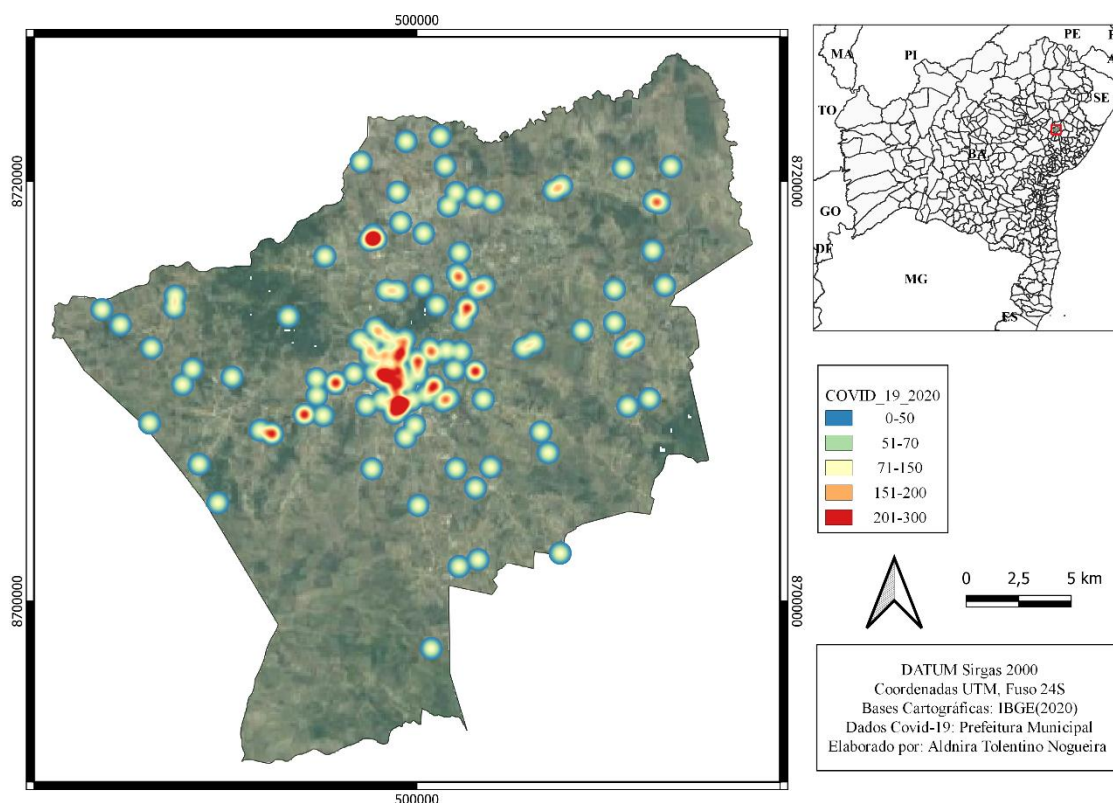 500000
8720000
8720000
8700000
8700000
500000
PE
MA
PI
SE
TO
BA
GO
DF
MG
ES
COVID_19_2020
0-50
51-70
71-150
151-200
201-300
0 2,5 5 km
DATUM Sirgas 2000
Coordenadas UTM, Fuso 24S
Bases Cartográficas: IBGE(2020)
Dados Covid-19: Prefeitura Municipal
Elaborado por: Aldnira Tolentino Nogueira